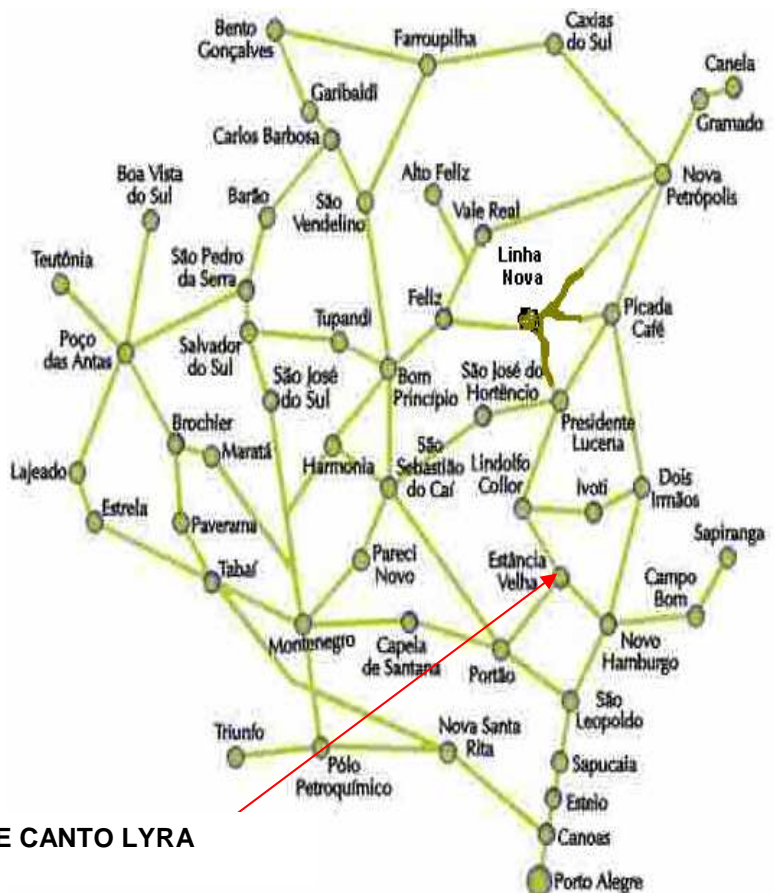 Bento
Gonçalves
Farroupilha
Caxias
do Sul
Canela
Gramado
Garibaldi
Carlos Barbosa
Nova
Petrópolis
Boa Vista
do Sul
Barão
São
Vendelino
Alto Feliz
Vale Real
Linha
Nova
Teutônia
São Pedro
da Serra
Feliz
Picada
Café
Poço
das Antas
Salvador
do Sul
Tupandi
São José
do Sul
Bom
Princípio
São José do
Hortêncio
Presidente
Lucena
Brochier
Maratá
Harmonia
São
Sebastião
do Caí
Lindolfo
Collor
Ivoti
Dois
Irmãos
Lajeado
Estrela
Paverama
Tabaí
Pareci
Novo
Estância
Velha
Sapiranga
Campo
Bom
Montenegro
Capela
de Santana
Portão
Novo
Hamburgo
São
Leopoldo
Triunfo
Pólo
Petroquímico
Nova Santa
Rita
Sapucaia
Esteio
Canoas
Porto Alegre
E CANTO LYRA